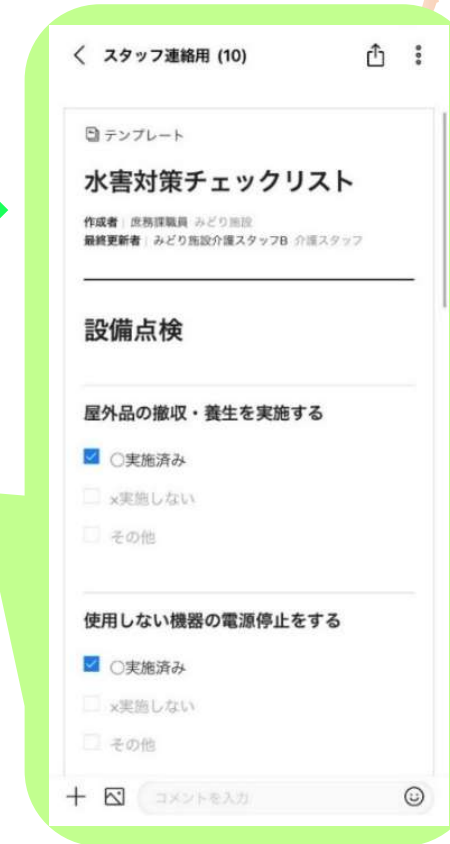 スタッフ連絡用 (10)
テンプレート
水害対策チェックリスト
作成者 | 庶務課職員 みどり施設
最終更新者 | みどり施設介護スタッフB 介護スタッフ
設備点検
屋外品の撤収・養生を実施する
〇実施済み
×実施しない
その他
使用しない機器の電源停止をする
〇実施済み
×実施しない
その他
コメントを入力